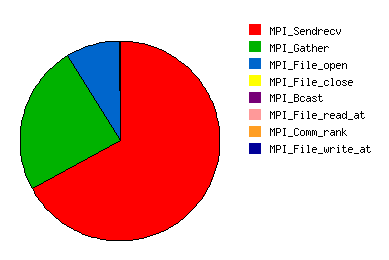 MPI_Sendrecv
MPI_Gather
MPI_File_open
MPI_File_close
MPI_Bcast
MPI_File_read_at
MPI_Comm_rank
MPI_File_write_at